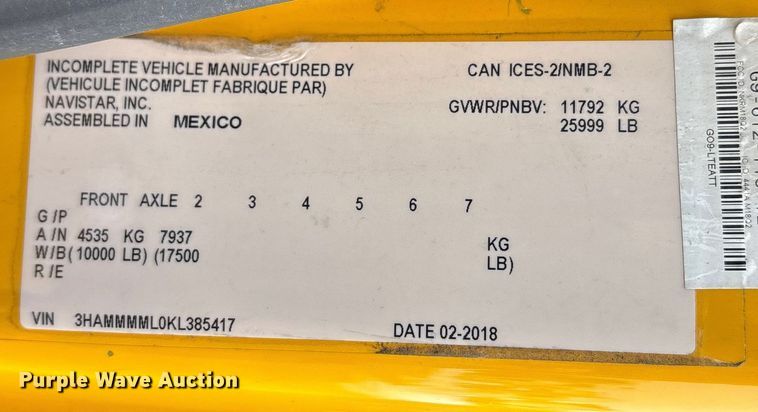 INCOMPLETE VEHICLE MANUFACTURED BY
(VEHICULE INCOMPLET FABRIQUE PAR)
NAVISTAR, INC.
ASSEMBLED IN MEXICO
CAN ICES-2/NMB-2
GVWR/PNBV: 11792 KG
25999 LB
FRONT AXLE 2 3 4 5 6 7
G/P
A/N 4535 KG 7937 KG
W/B( 10000 LB) (17500 LB)
R/E
VIN 3HAMMMML0KL385417
DATE 02-2018
GO9-LTEATT
Purple Wave Auction